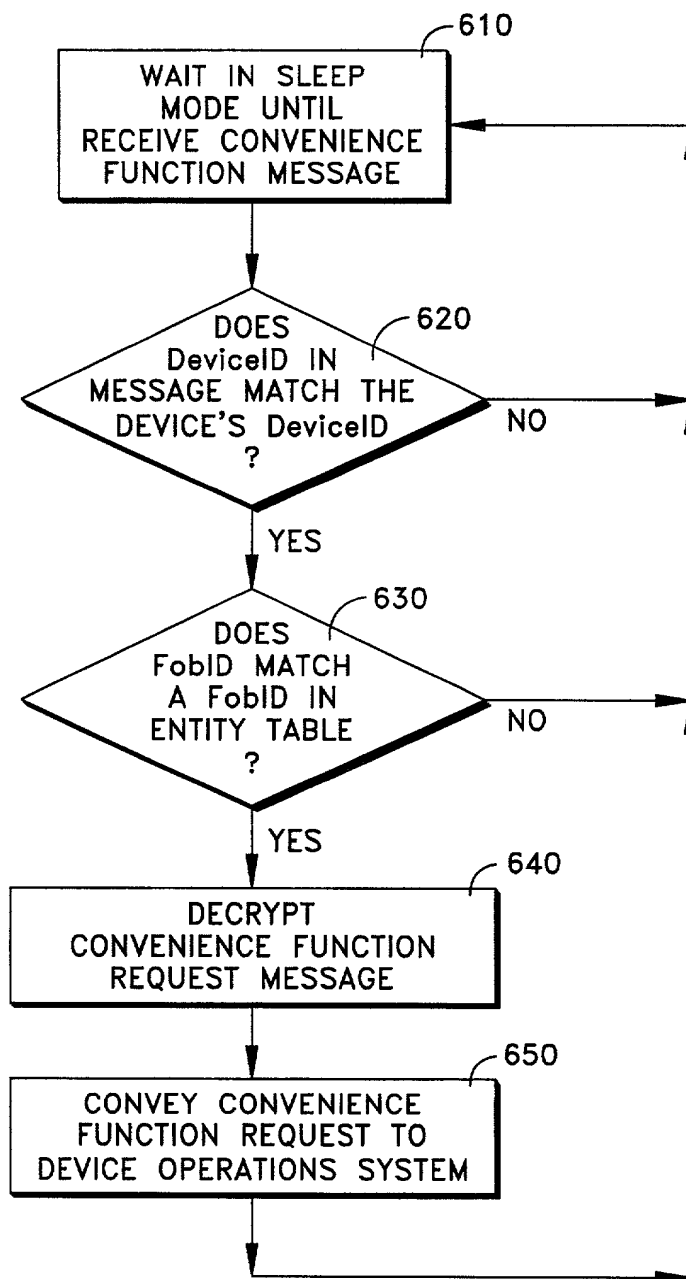 610
WAIT IN SLEEP
MODE UNTIL
RECEIVE CONVENIENCE
FUNCTION MESSAGE
620
DOES
DeviceID IN
MESSAGE MATCH THE
DEVICE'S DeviceID
?
NO
YES
630
DOES
FobID MATCH
A FobID IN
ENTITY TABLE
?
NO
YES
640
DECRYPT
CONVENIENCE FUNCTION
REQUEST MESSAGE
650
CONVEY CONVENIENCE
FUNCTION REQUEST TO
DEVICE OPERATIONS SYSTEM